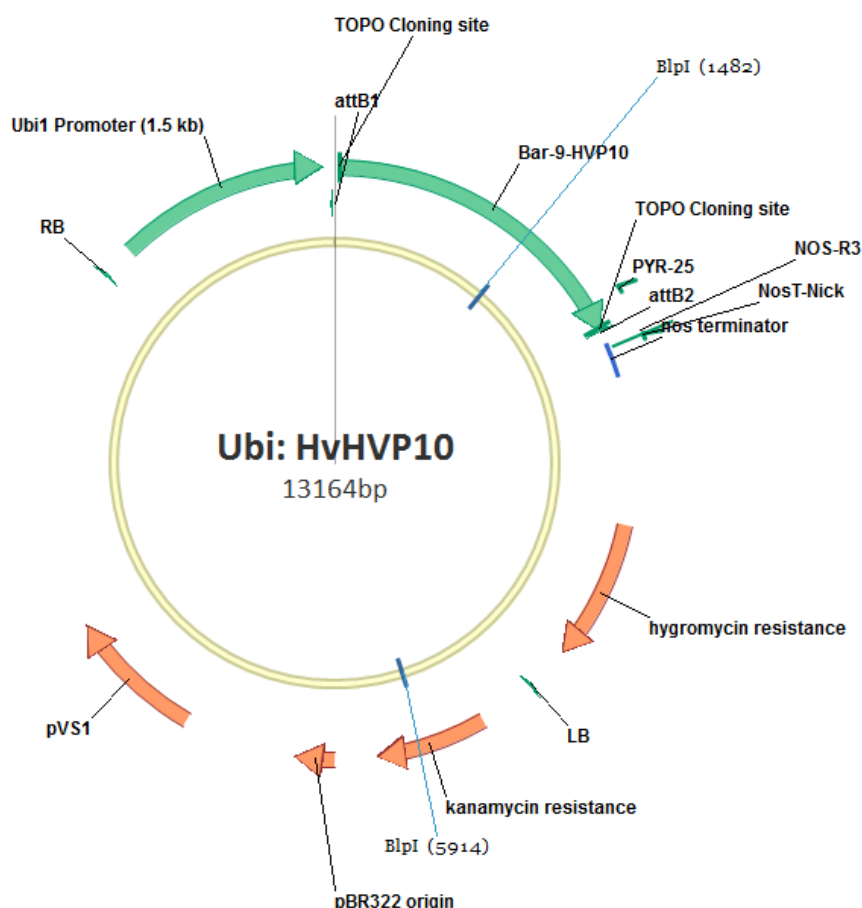 TOPO Cloning site
BlpI (1482)
attB1
Ubi1 Promoter (1.5 kb)
Bar-9-HVP10
TOPO Cloning site
RB
NOS-R3
PYR-25
attB2
NosT-Nick
nos terminator
Ubi: HvHVP10
13164bp
hygromycin resistance
pVS1
LB
kanamycin resistance
BlpI (5914)
pBR322 origin